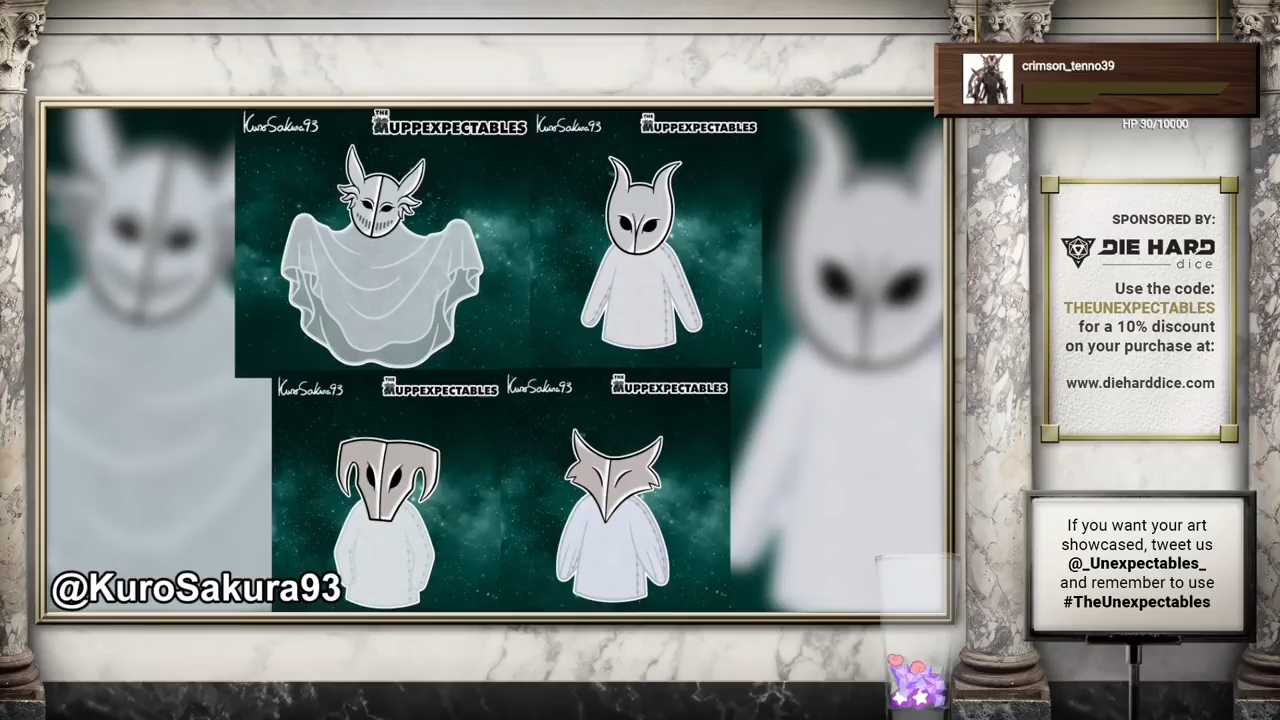 KuroSakura93
THE
MUPPEXPECTABLES
KuroSakura93
THE
MUPPEXPECTABLES
KuroSakura93
THE
MUPPEXPECTABLES
KuroSakura93
THE
MUPPEXPECTABLES
@KuroSakura93
crimson_tenno39
HP 30/10000
SPONSORED BY:
DIE HARD
dice
Use the code:
THEUNEXPECTABLES
for a 10% discount
on your purchase at:
www.dieharddice.com
If you want your art
showcased, tweet us
@_Unexpectables_
and remember to use
#TheUnexpectables